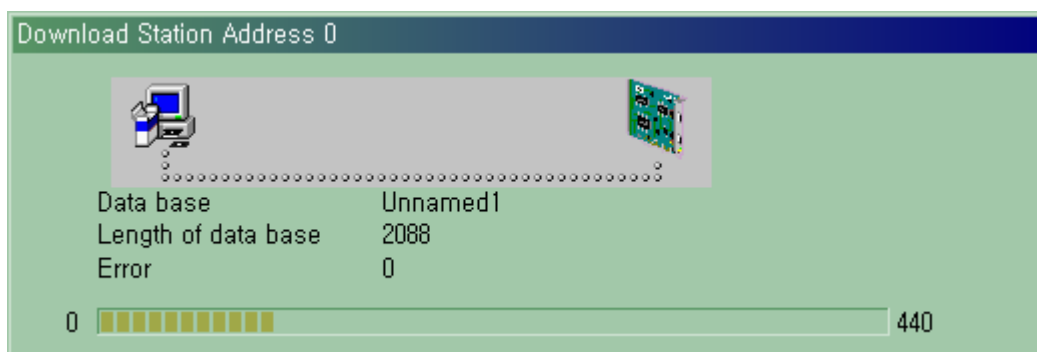 Download Station Address 0
Data base Unnamed1
Length of data base 2088
Error 0
0 440